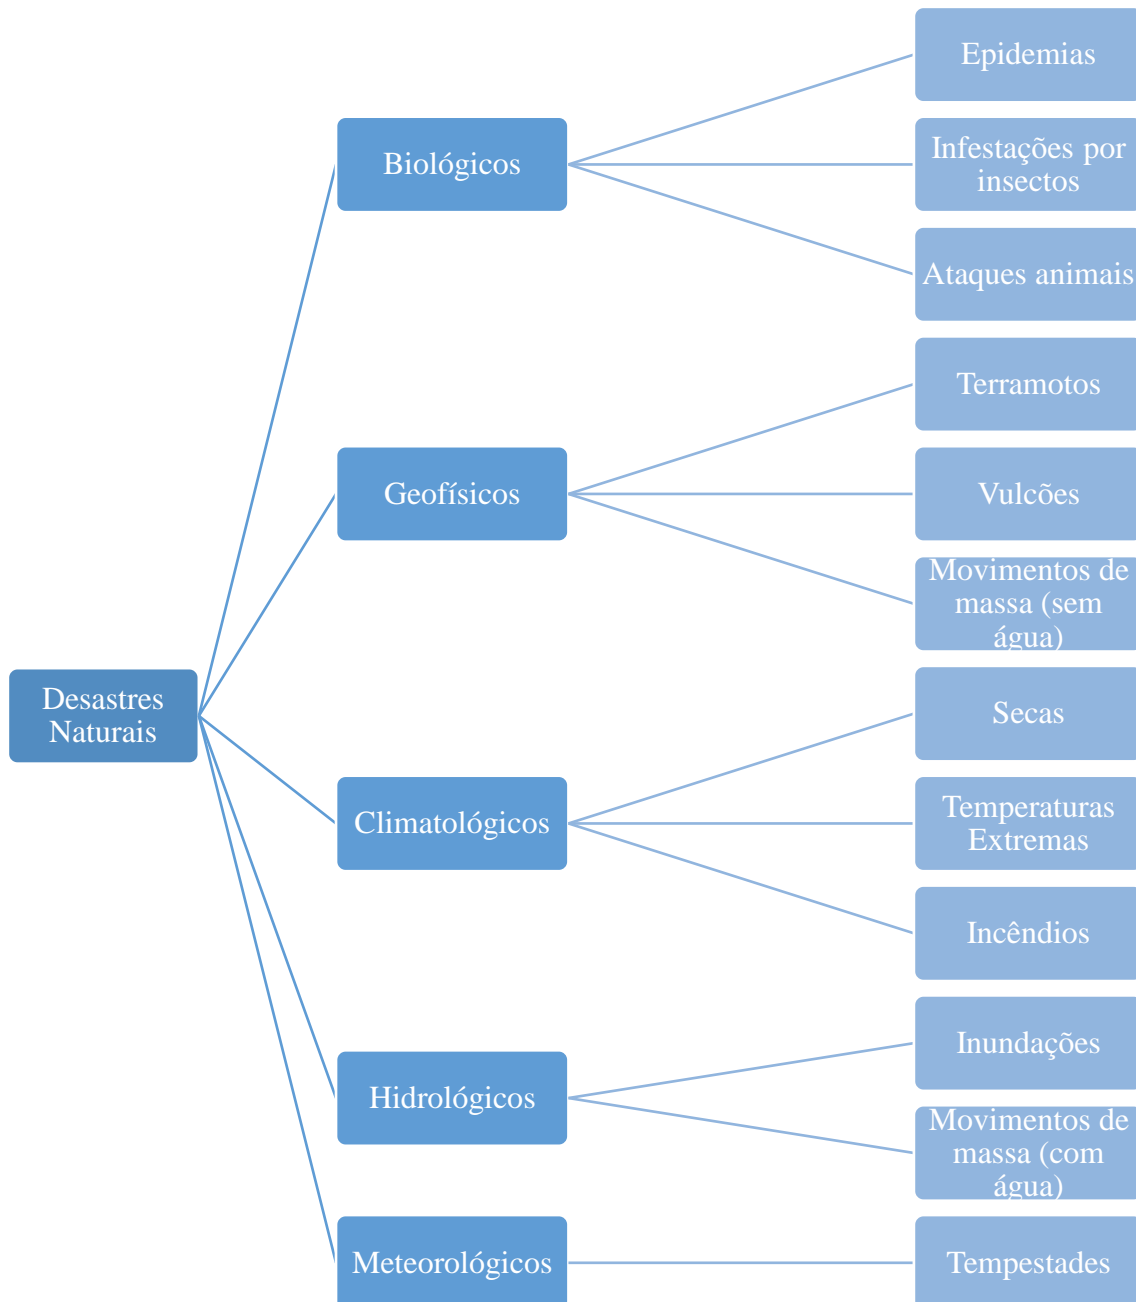 Desastres
Naturais
Biológicos
Epidemias
Infestações por
insectos
Ataques animais
Geofísicos
Terramotos
Vulcões
Movimentos de
massa (sem
água)
Climatológicos
Secas
Temperaturas
Extremas
Incêndios
Hidrológicos
Inundações
Movimentos de
massa (com
água)
Meteorológicos
Tempestades